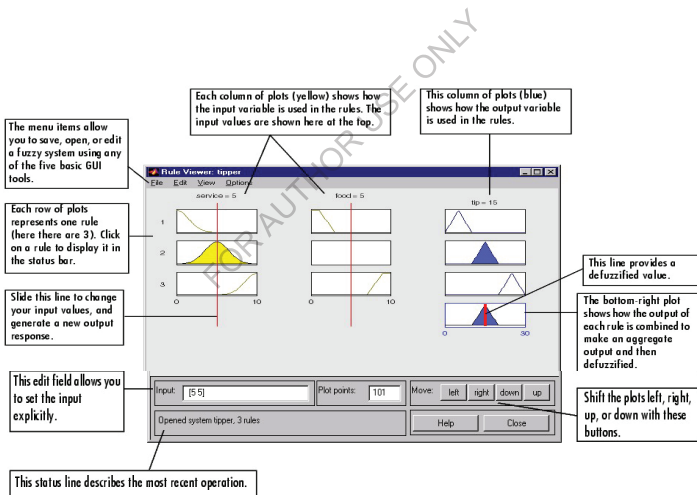 FOR AUTHOR USE ONLY
Each column of plots (yellow) shows how
the input variable is used in the rules. The
input values are shown here at the top.
This column of plots (blue)
shows how the output variable
is used in the rules.
The menu items allow
you to save, open, or edit
a fuzzy system using any
of the five basic GUI
tools.
Rule Viewer: tipper
File Edit View Options
service = 5
food = 5
tip = 15
Each row of plots
represents one rule
(here there are 3). Click
on a rule to display it in
the status bar.
1
2
3
0 10
0 10
0 30
This line provides a
defuzzified value.
Slide this line to change
your input values, and
generate a new output
response.
The bottom-right plot
shows how the output of
each rule is combined to
make an aggregate
output and then
defuzzified.
This edit field allows you
to set the input
explicitly.
Input: [5 5]
Plot points: 101
Move: left right down up
Shift the plots left, right,
up, or down with these
buttons.
Opened system tipper, 3 rules
Help
Close
This status line describes the most recent operation.